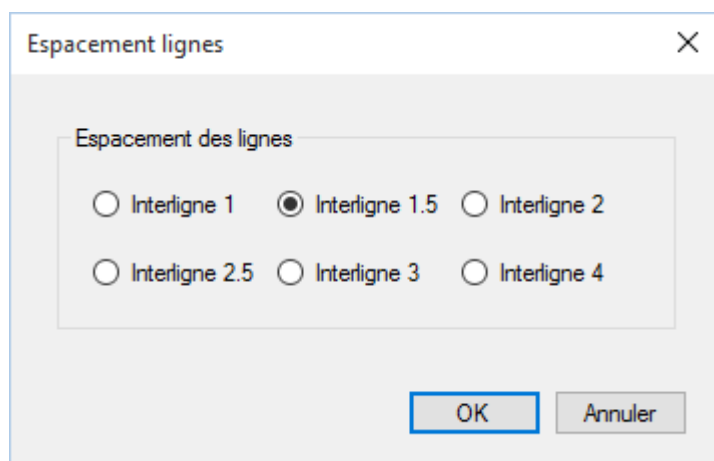 Espacement lignes
Espacement des lignes
Interligne 1 Interligne 1.5 Interligne 2
Interligne 2.5 Interligne 3 Interligne 4
OK Annuler